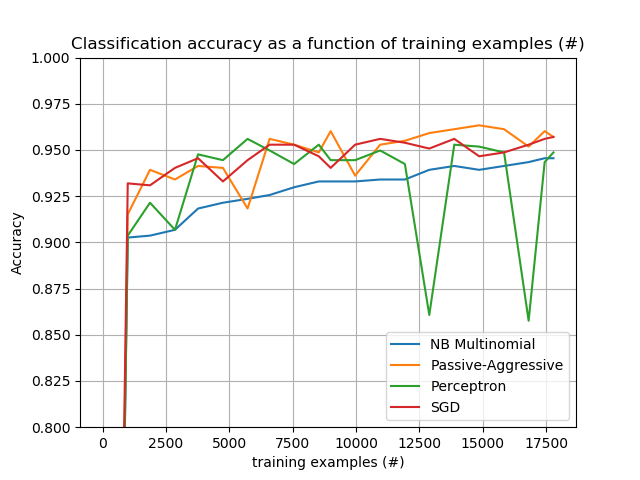 Classification accuracy as a function of training examples (#)
1.000
0.975
0.950
0.925
0.900
0.875
0.850
0.825
0.800
Accuracy
NB Multinomial
Passive-Aggressive
Perceptron
SGD
0 2500 5000 7500 10000 12500 15000 17500
training examples (#)